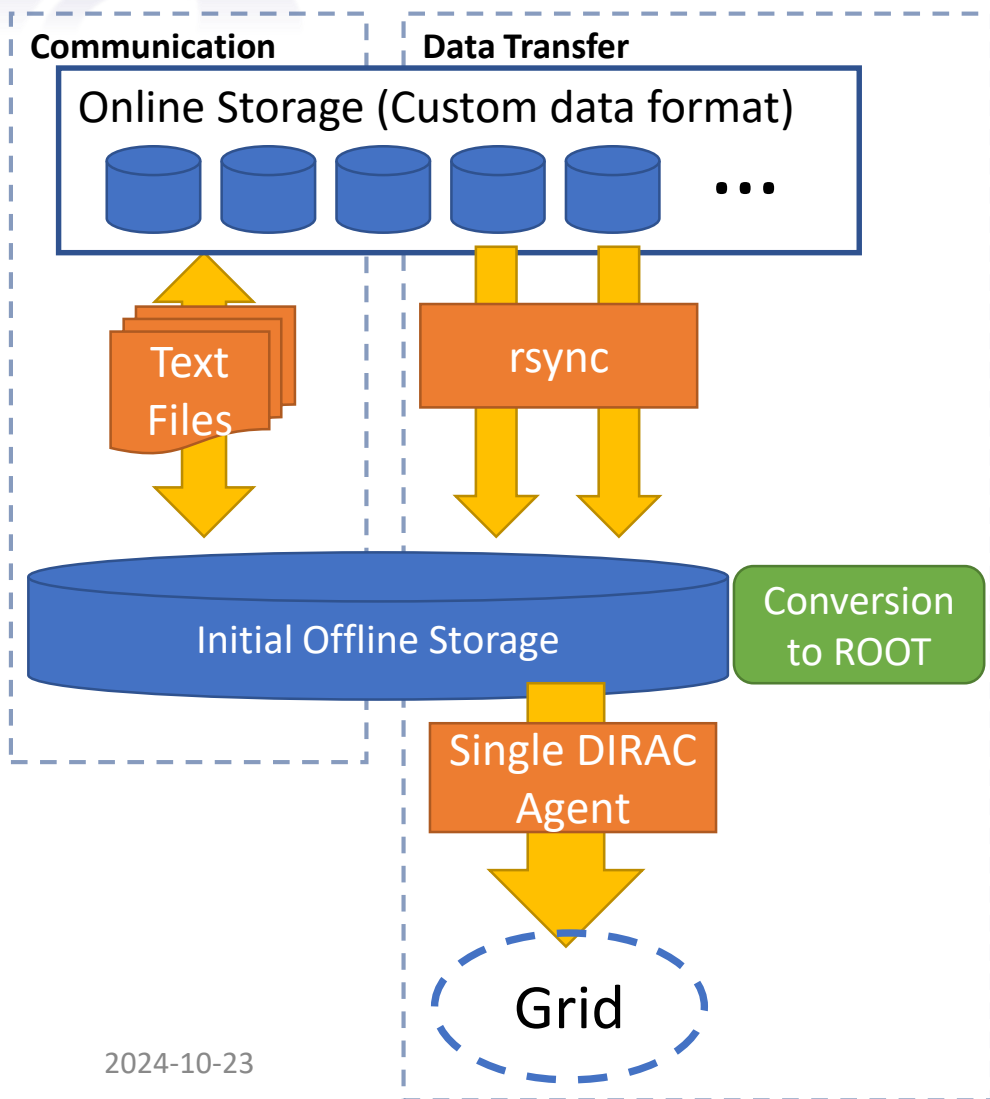 Communication
Data Transfer
Online Storage (Custom data format)
...
Text
Files
rsync
Initial Offline Storage
Conversion
to ROOT
Single DIRAC
Agent
Grid
2024-10-23